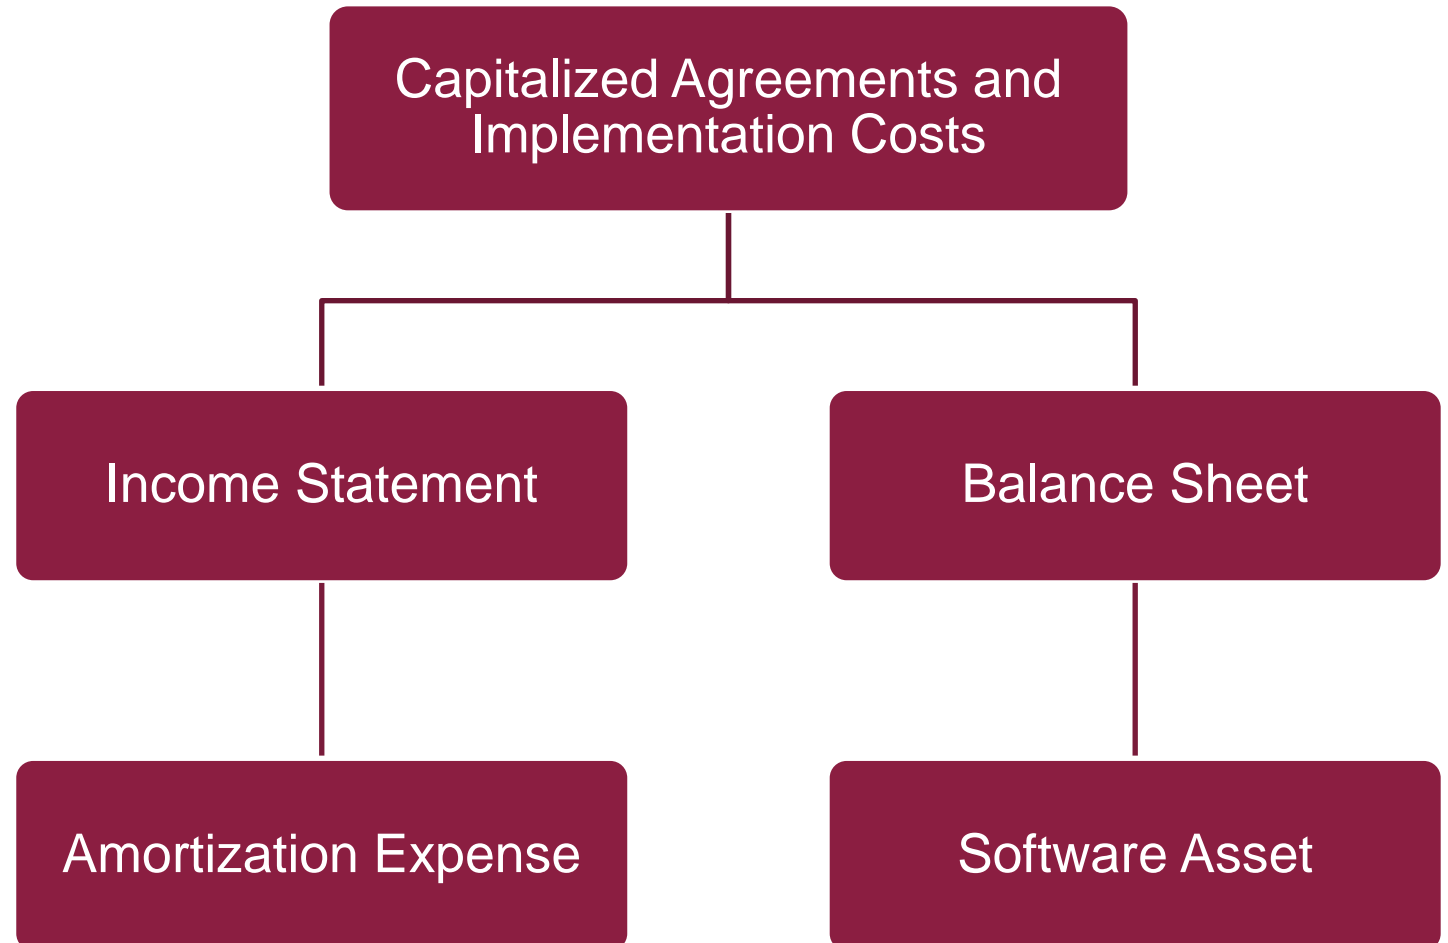 Capitalized Agreements and
Implementation Costs
Income Statement
Balance Sheet
Amortization Expense
Software Asset